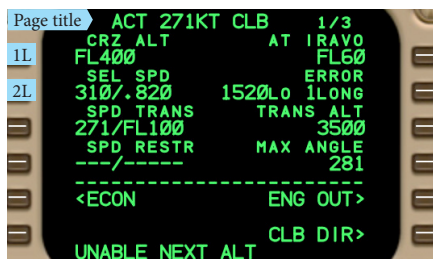 Page title ACT 271KT CLB 1/3
CRZ ALT AT IRAVO
1L FL400 FL60
SEL SPD ERROR
2L 310/.820 1520LO 1LONG
SPD TRANS TRANS ALT
271/FL100 3500
SPD RESTR MAX ANGLE
---/----- 281
------------------------
<ECON ENG OUT>
CLB DIR>
UNABLE NEXT ALT